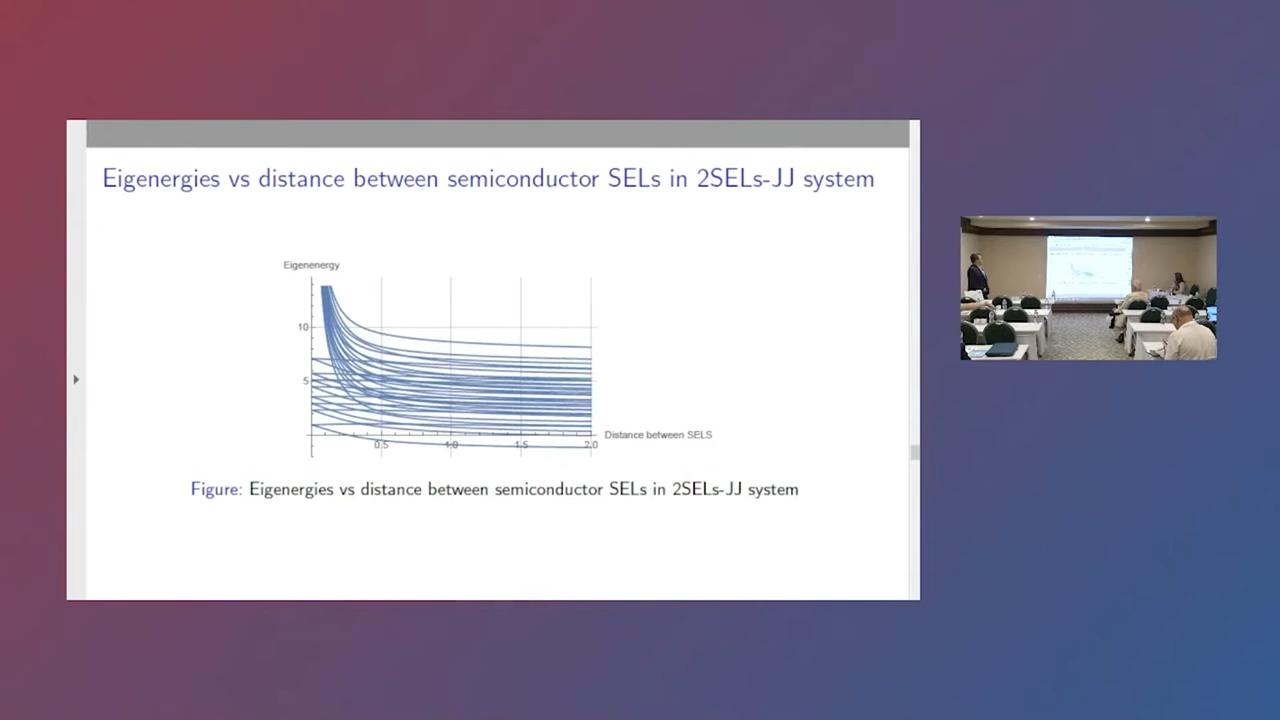 Eigenergies vs distance between semiconductor SELs in 2SELs-JJ system
Eigenenergy
10
5
0.5 1.0 1.5 2.0
Distance between SELS
Figure: Eigenergies vs distance between semiconductor SELs in 2SELs-JJ system